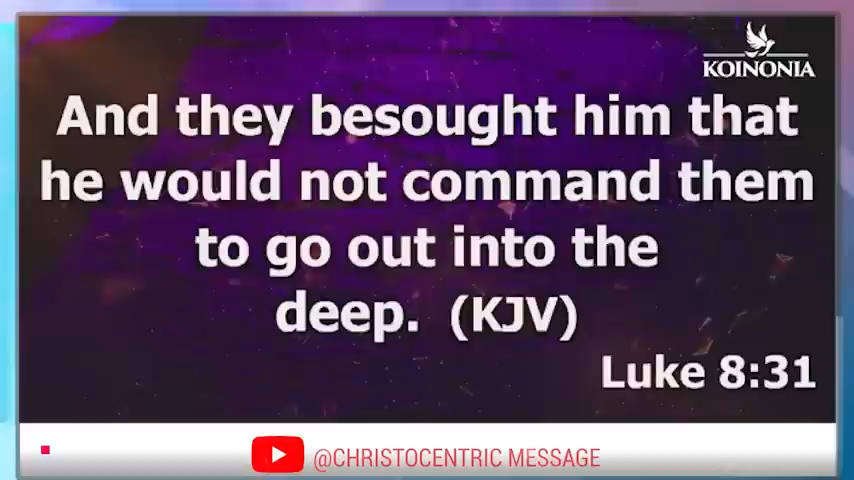 KOINONIA
And they besought him that
he would not command them
to go out into the
deep. (KJV)
Luke 8:31
@CHRISTOCENTRIC MESSAGE